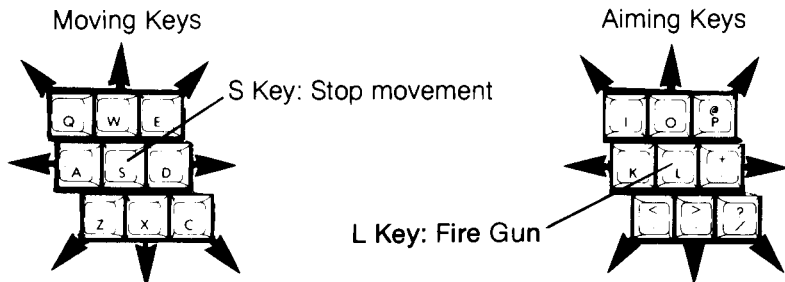 Moving Keys Aiming Keys
S Key: Stop movement
Q W E I O @ P
A S D K L +
Z X C < > ? /
L Key: Fire Gun